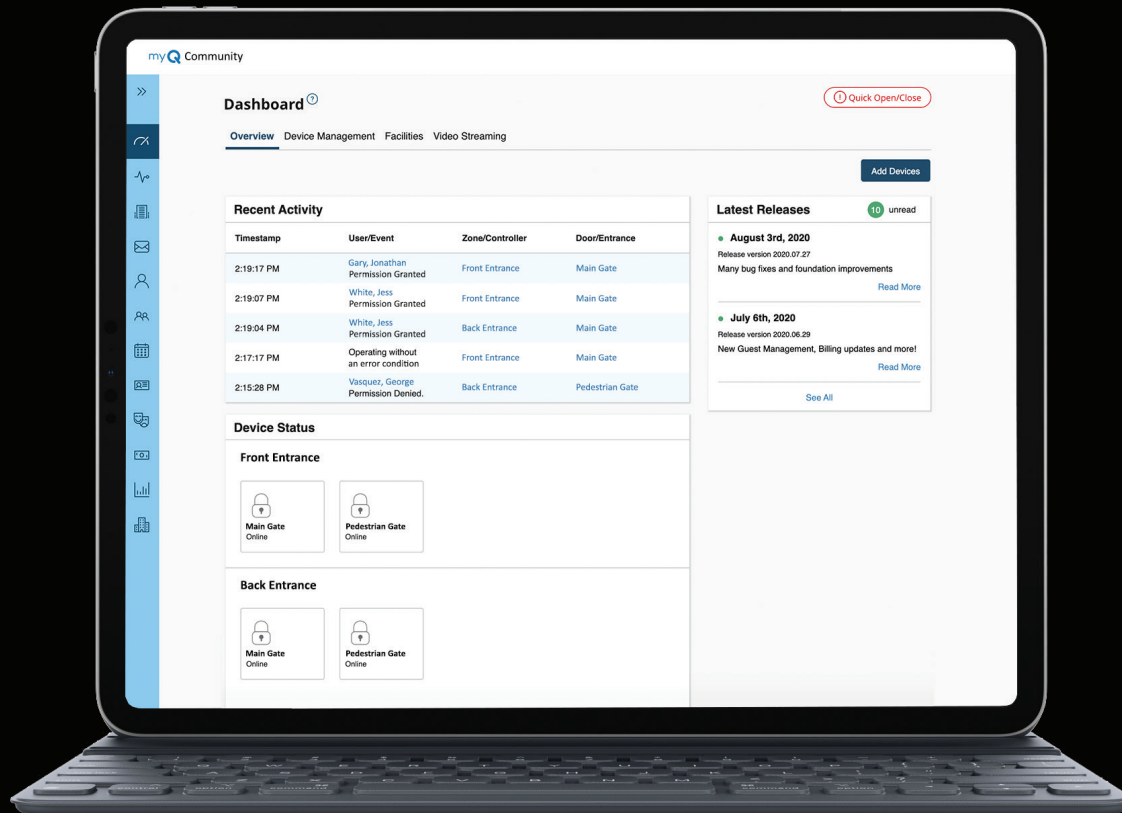 myQ Community
Dashboard ?
Quick Open/Close
Overview Device Management Facilities Video Streaming
Add Devices
Recent Activity
Timestamp User/Event Zone/Controller Door/Entrance
2:19:17 PM Gary, Jonathan Permission Granted Front Entrance Main Gate
2:19:07 PM White, Jess Permission Granted Front Entrance Main Gate
2:19:04 PM White, Jess Permission Granted Back Entrance Main Gate
2:17:17 PM Operating without an error condition Front Entrance Main Gate
2:15:28 PM Vasquez, George Permission Denied. Back Entrance Pedestrian Gate
Latest Releases 10 unread
August 3rd, 2020
Release version 2020.07.27
Many bug fixes and foundation improvements
Read More
July 6th, 2020
Release version 2020.06.29
New Guest Management, Billing updates and more!
Read More
See All
Device Status
Front Entrance
Main Gate Pedestrian Gate
Online Online
Back Entrance
Main Gate Pedestrian Gate
Online Online